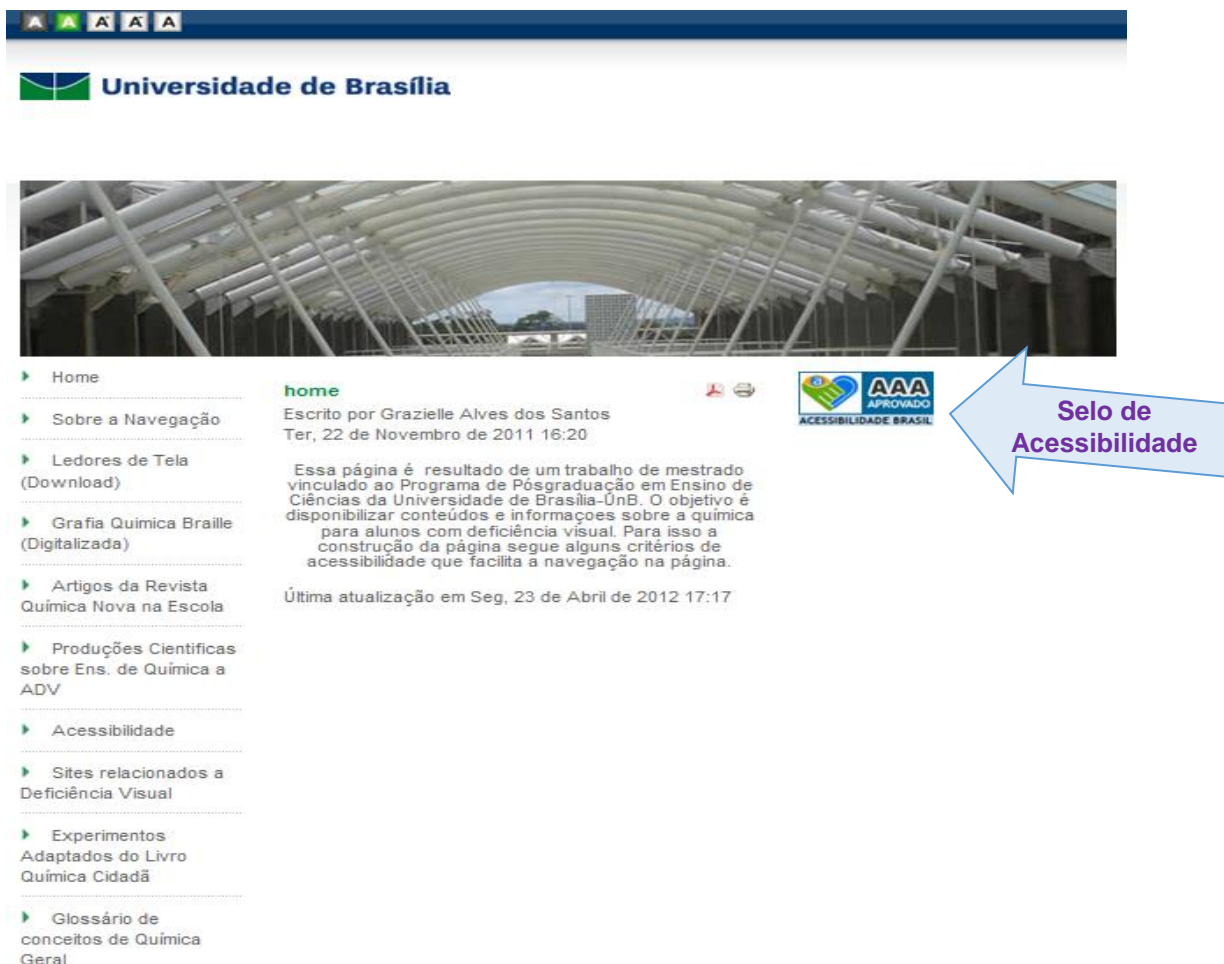 A A A A A
Universidade de Brasília
Home
Sobre a Navegação
Ledores de Tela
(Download)
Grafia Quimica Braille
(Digitalizada)
Artigos da Revista
Química Nova na Escola
Produções Cientificas
sobre Ens. de Química a
ADV
Acessibilidade
Sites relacionados a
Deficiência Visual
Experimentos
Adaptados do Livro
Química Cidadã
Glossário de
conceitos de Química
Geral
home
Escrito por Grazielle Alves dos Santos
Ter, 22 de Novembro de 2011 16:20
Essa página é resultado de um trabalho de mestrado
vinculado ao Programa de Pósgraduação em Ensino de
Ciências da Universidade de Brasília-UnB. O objetivo é
disponibilizar conteúdos e informaçoes sobre a química
para alunos com deficiência visual. Para isso a
construção da página segue alguns critérios de
acessibilidade que facilita a navegação na página.
Última atualização em Seg, 23 de Abril de 2012 17:17
AAA
APROVADO
ACESSIBILIDADE BRASIL
Selo de
Acessibilidade